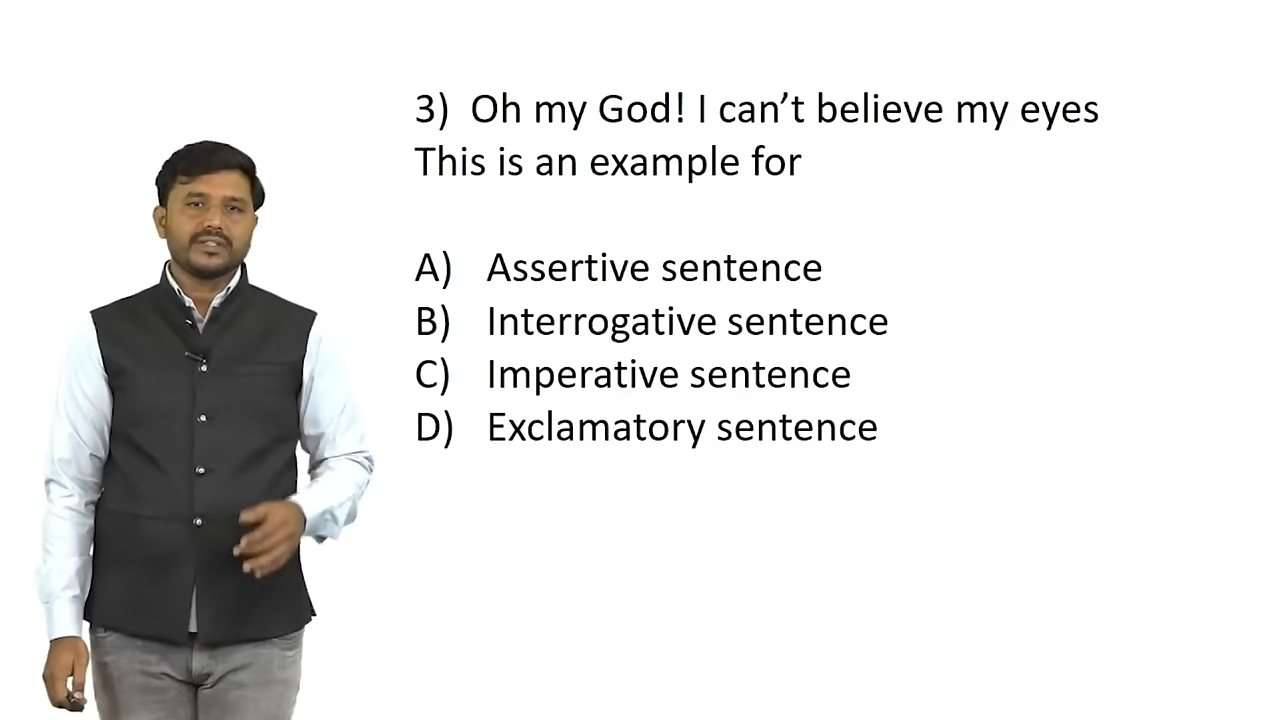 3) Oh my God! I can’t believe my eyes
This is an example for
A) Assertive sentence
B) Interrogative sentence
C) Imperative sentence
D) Exclamatory sentence